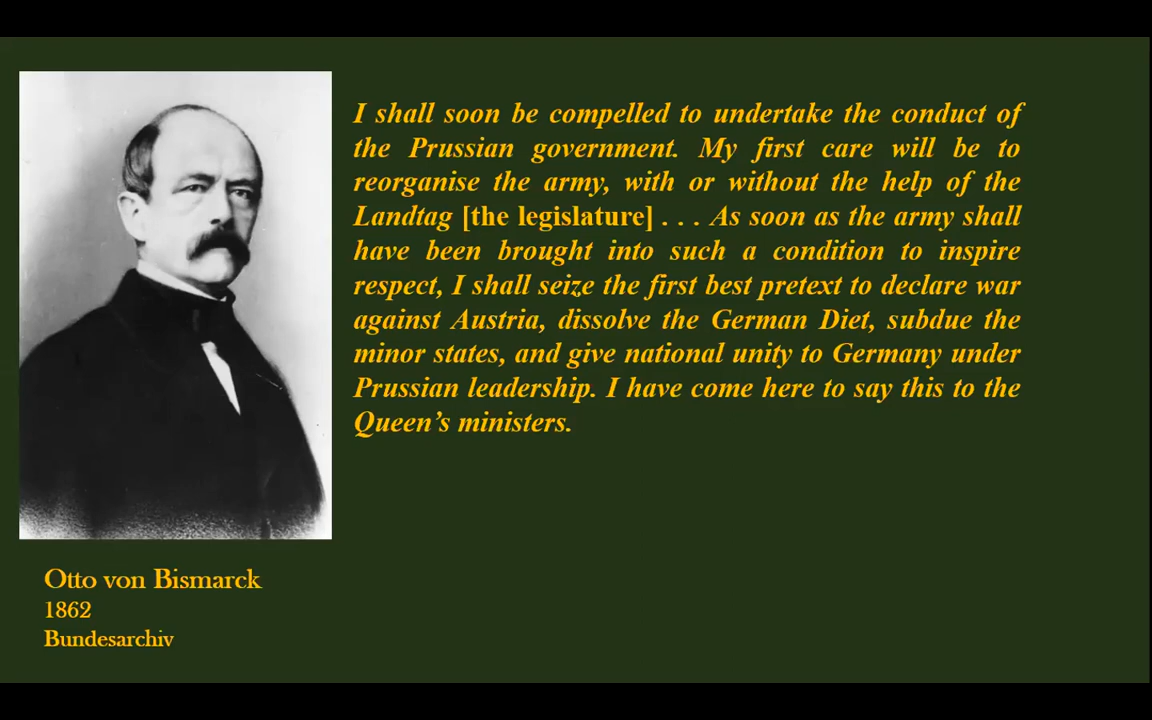 I shall soon be compelled to undertake the conduct of
the Prussian government. My first care will be to
reorganise the army, with or without the help of the
Landtag [the legislature] . . . As soon as the army shall
have been brought into such a condition to inspire
respect, I shall seize the first best pretext to declare war
against Austria, dissolve the German Diet, subdue the
minor states, and give national unity to Germany under
Prussian leadership. I have come here to say this to the
Queen’s ministers.
Otto von Bismarck
1862
Bundesarchiv